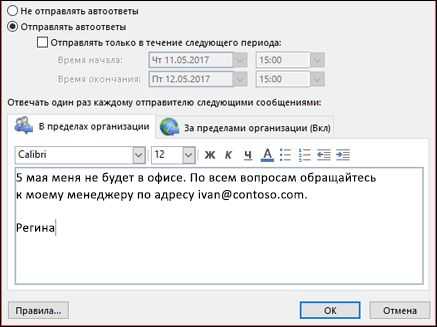 Не отправлять автоответы
Отправлять автоответы
Отправлять только в течение следующего периода:
Время начала: Чт 11.05.2017 15:00
Время окончания: Пт 12.05.2017 15:00
Отвечать один раз каждому отправителю следующими сообщениями:
В пределах организации За пределами организации (Вкл)
Calibri 12 Ж К Ч А
5 мая меня не будет в офисе. По всем вопросам обращайтесь
к моему менеджеру по адресу ivan@contoso.com.
Регина
Правила... ОК Отмена